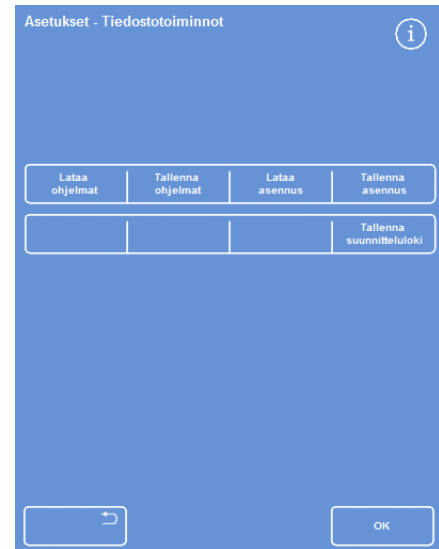 Asetukset - Tiedostotoiminnot
i
Lataa
ohjelmat
Tallenna
ohjelmat
Lataa
asennus
Tallenna
asennus
Tallenna
suunnitteluloki
OK